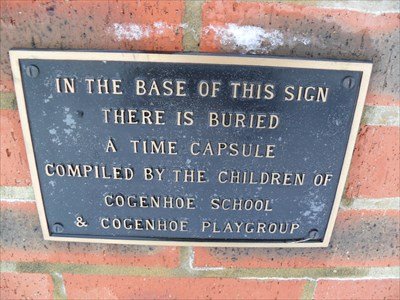 IN THE BASE OF THIS SIGN
THERE IS BURIED
A TIME CAPSULE
COMPILED BY THE CHILDREN OF
COGENHOE SCHOOL
& COGENHOE PLAYGROUP